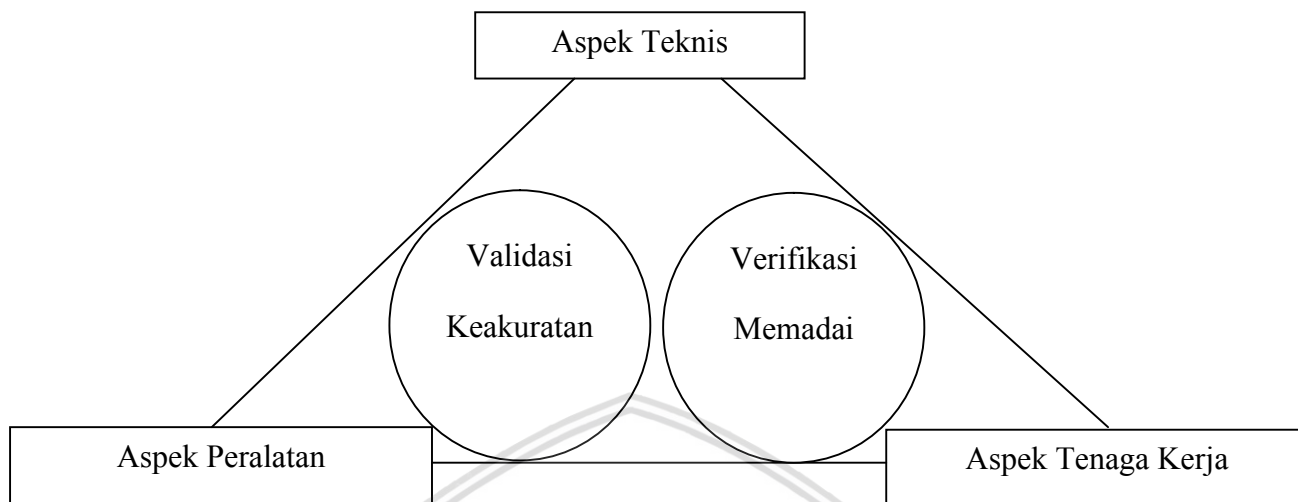 Aspek Teknis
Validasi
Keakuratan
Verifikasi
Memadai
Aspek Peralatan
Aspek Tenaga Kerja